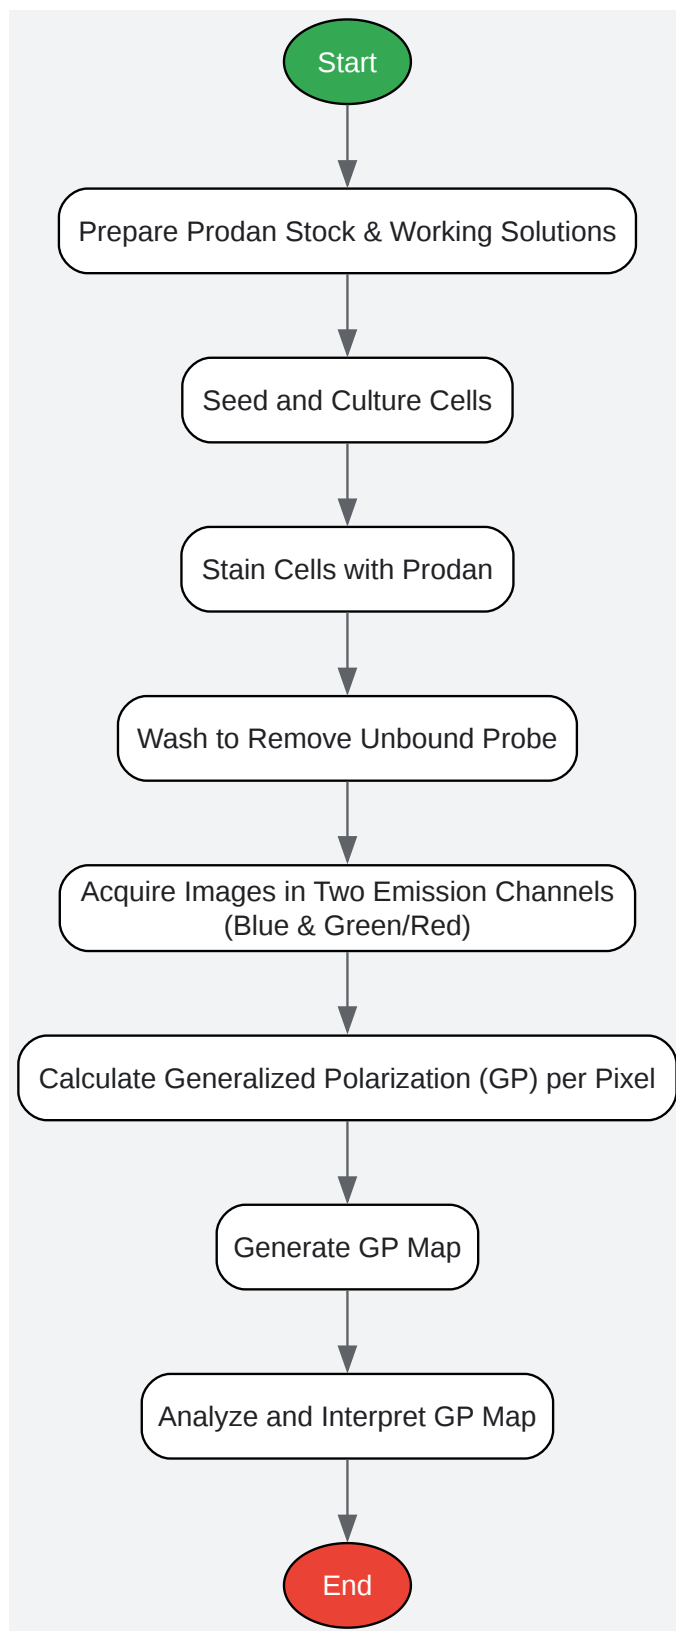 Start
Prepare Prodan Stock & Working Solutions
Seed and Culture Cells
Stain Cells with Prodan
Wash to Remove Unbound Probe
Acquire Images in Two Emission Channels
(Blue & Green/Red)
Calculate Generalized Polarization (GP) per Pixel
Generate GP Map
Analyze and Interpret GP Map
End